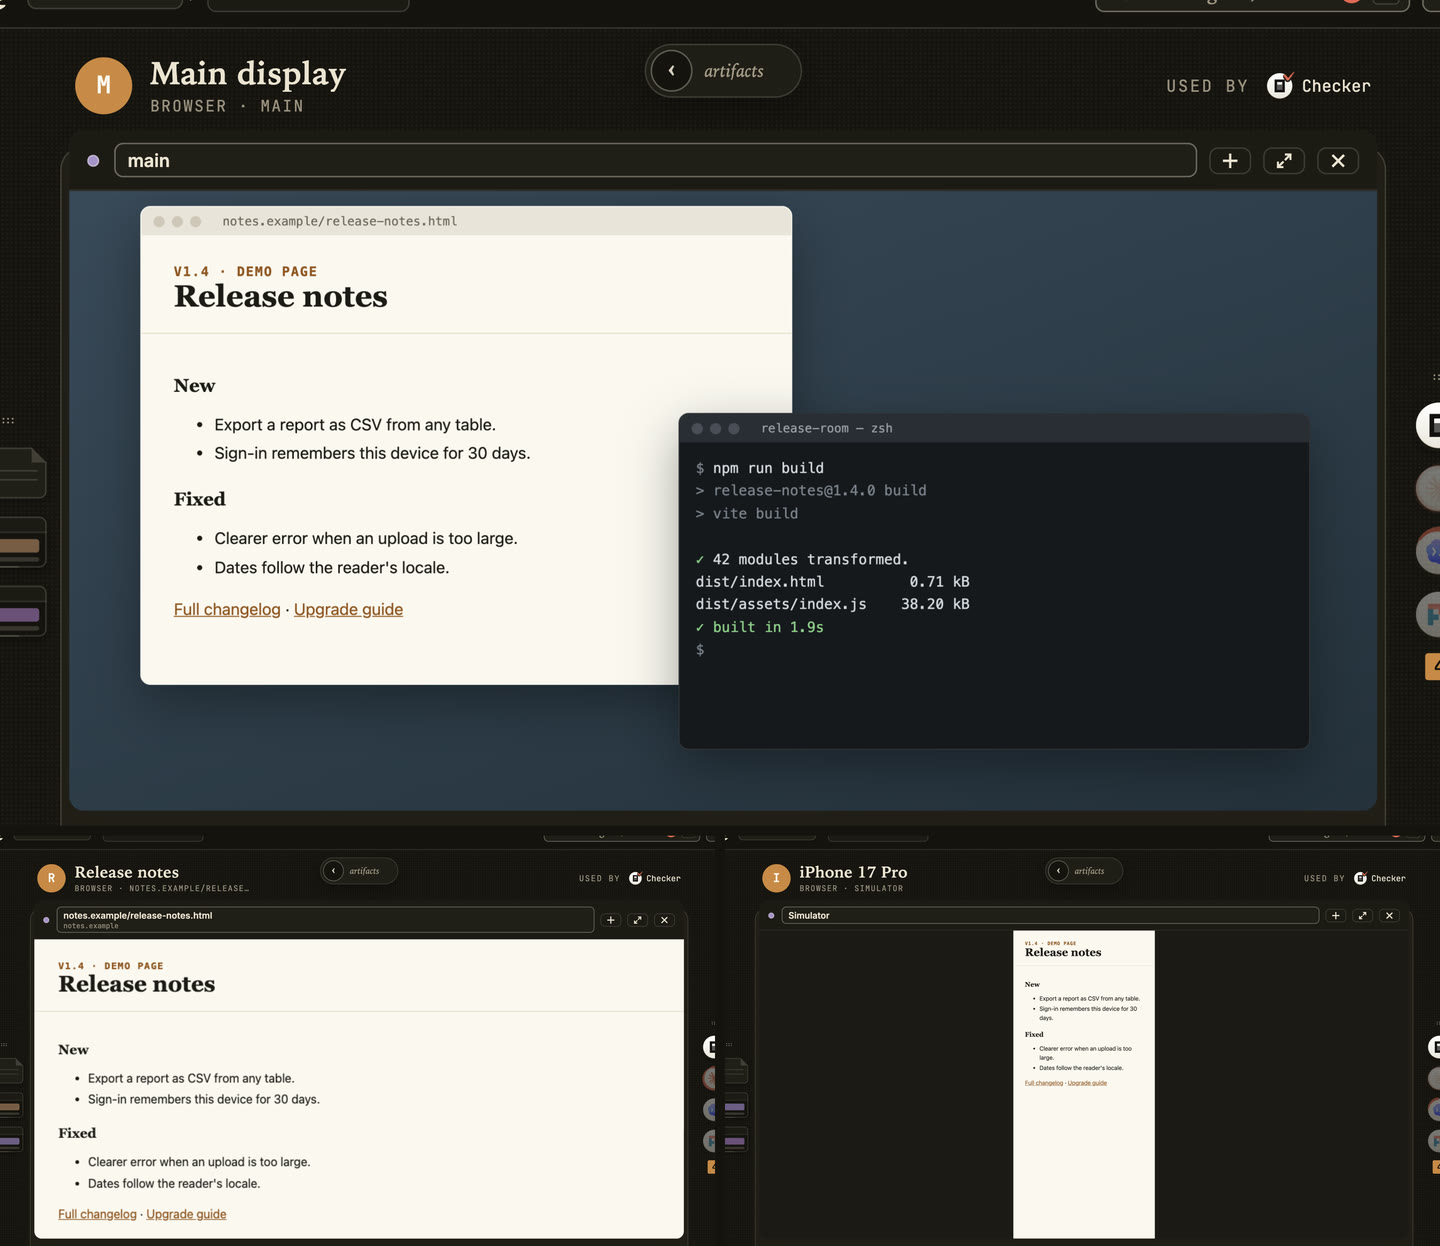 M
Main display
BROWSER · MAIN
artifacts
USED BY Checker
main
notes.example/release-notes.html
V1.4 · DEMO PAGE
Release notes
New
• Export a report as CSV from any table.
• Sign-in remembers this device for 30 days.
Fixed
• Clearer error when an upload is too large.
• Dates follow the reader's locale.
Full changelog · Upgrade guide
release-room — zsh
$ npm run build
> release-notes@1.4.0 build
> vite build
✓ 42 modules transformed.
dist/index.html 0.71 kB
dist/assets/index.js 38.20 kB
✓ built in 1.9s
$
R
Release notes
BROWSER · NOTES.EXAMPLE/RELEASE…
artifacts
USED BY Checker
notes.example/release-notes.html
notes.example
V1.4 · DEMO PAGE
Release notes
New
• Export a report as CSV from any table.
• Sign-in remembers this device for 30 days.
Fixed
• Clearer error when an upload is too large.
• Dates follow the reader's locale.
Full changelog · Upgrade guide
I
iPhone 17 Pro
BROWSER · SIMULATOR
artifacts
USED BY Checker
Simulator
V1.4 · DEMO PAGE
Release notes
New
• Export a report as CSV from any table.
• Sign-in remembers this device for 30
days.
Fixed
• Clearer error when an upload is too
large.
• Dates follow the reader's locale.
Full changelog · Upgrade guide